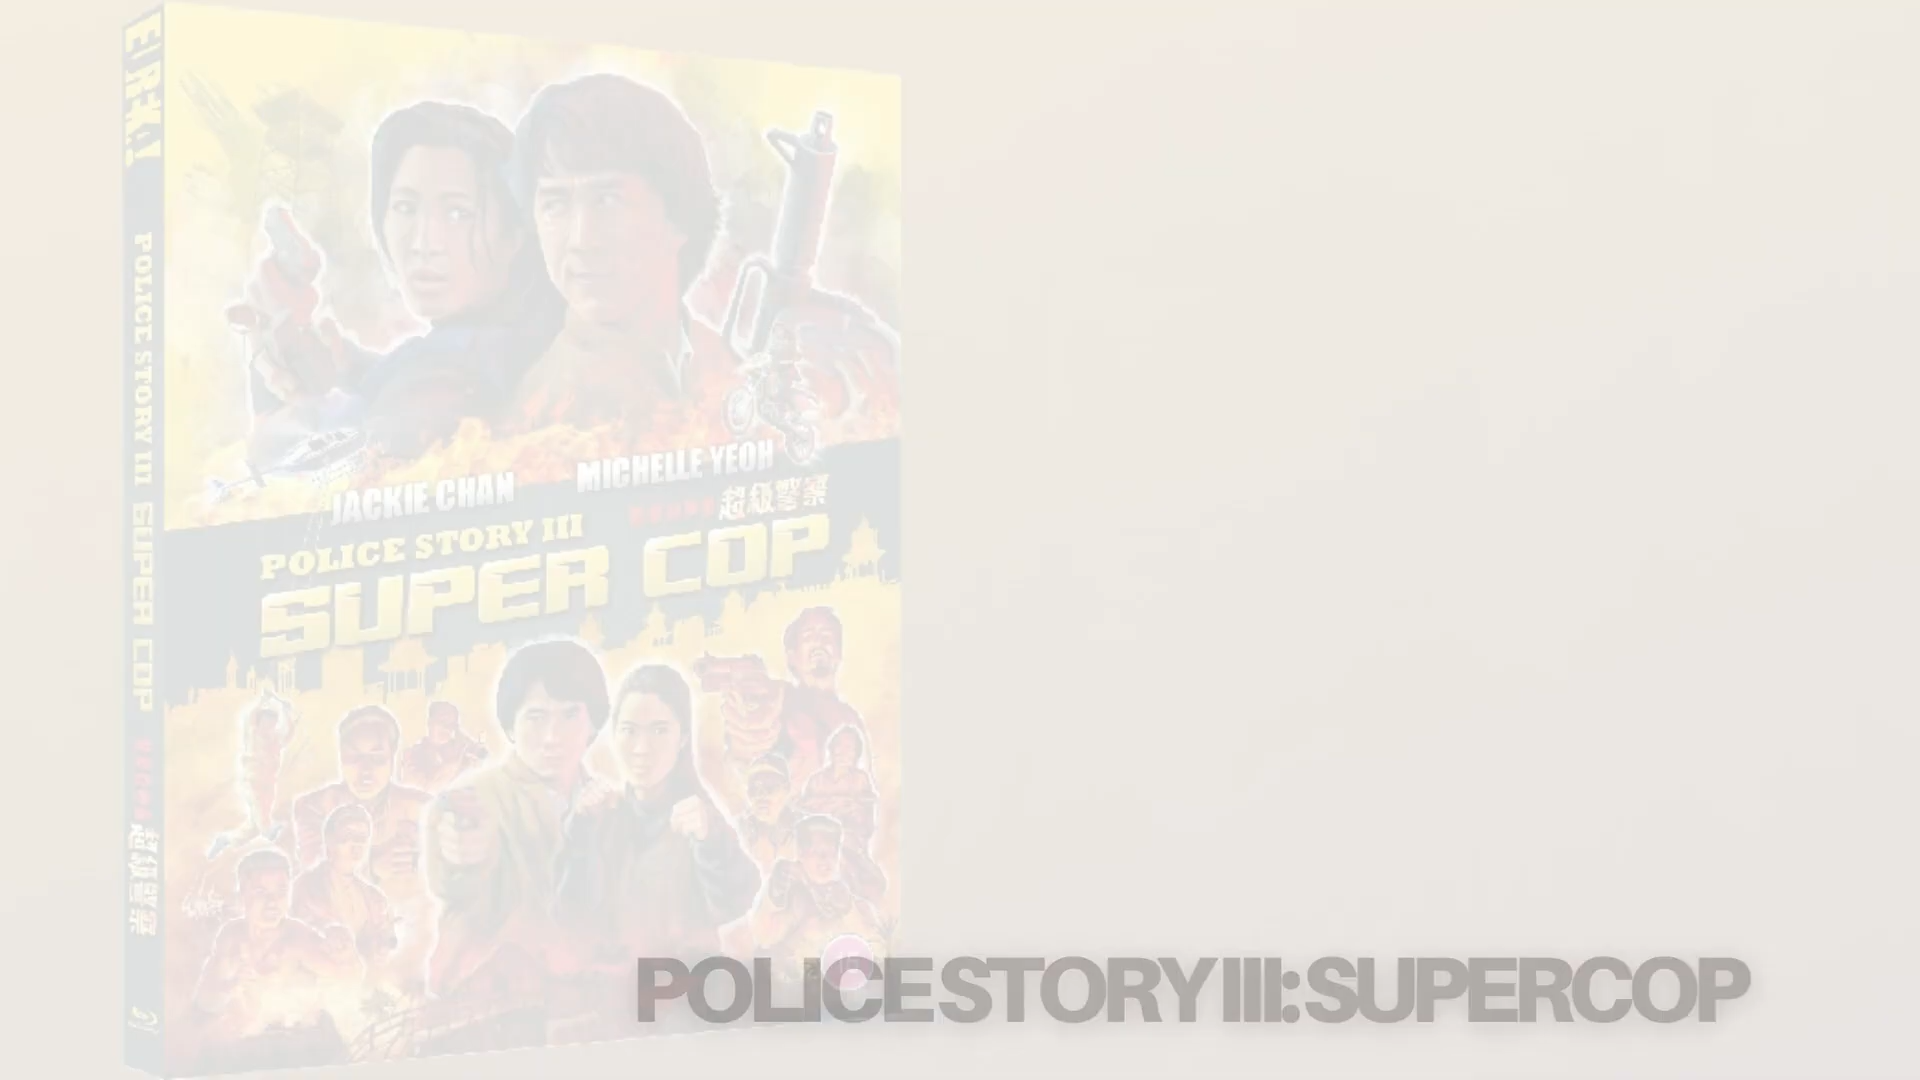 EUREKA!
POLICE STORY III SUPER COP
超級警察
JACKIE CHAN
MICHELLE YEOH
POLICE STORY III
超級警察
SUPER COP
POLICE STORY III: SUPERCOP